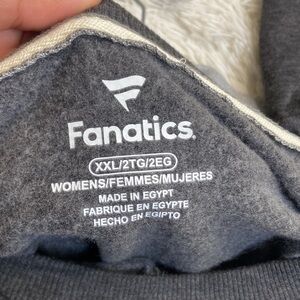 Fanatics.
XXL/2TG/2EG
WOMENS/FEMMES/MUJERES
MADE IN EGYPT
FABRIQUE EN EGYPTE
HECHO EN EGIPTO